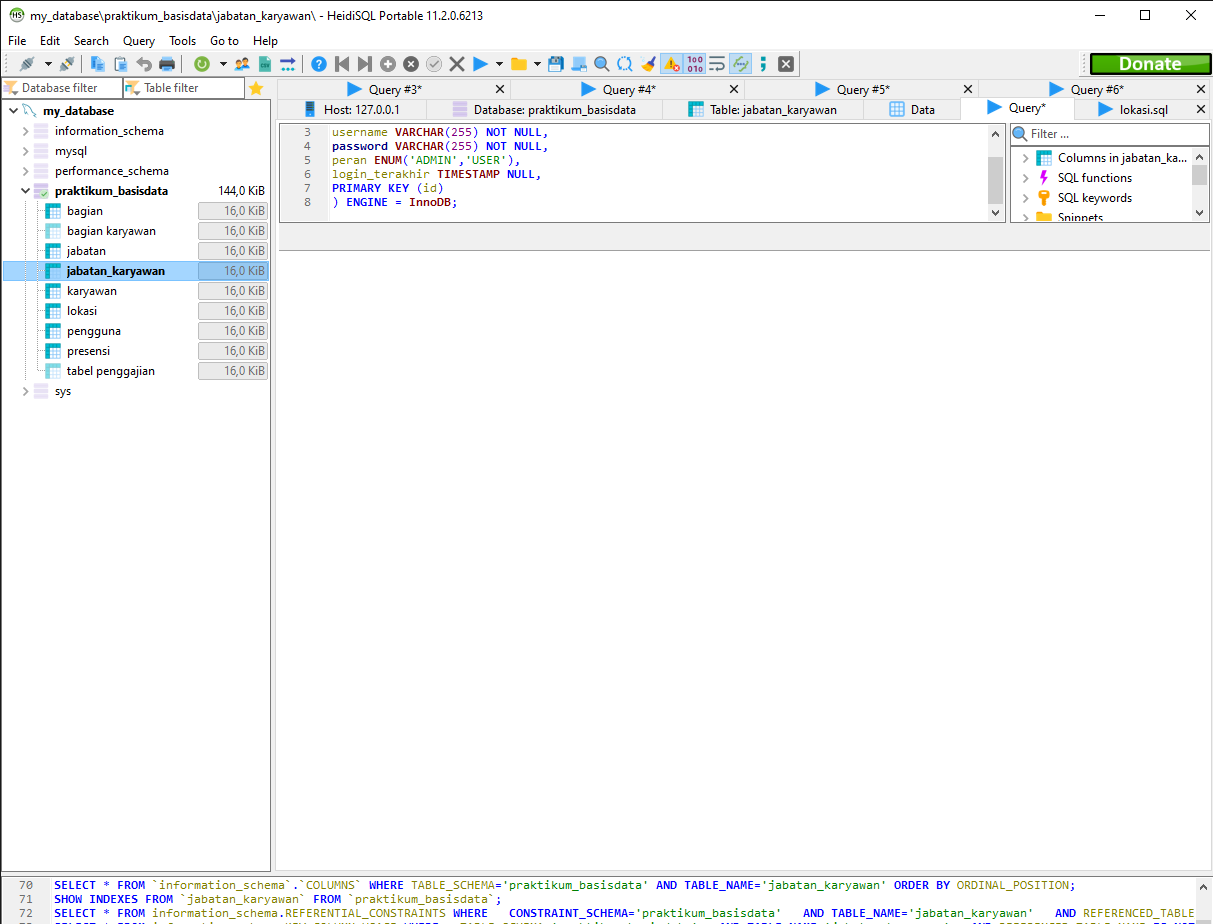 my_database\praktikum_basisdata\jabatan_karyawan\ - HeidiSQL Portable 11.2.0.6213
File Edit Search Query Tools Go to Help
Donate
Database filter Table filter
Query #3* Query #4* Query #5* Query #6*
Host: 127.0.0.1 Database: praktikum_basisdata Table: jabatan_karyawan Data Query* lokasi.sql
my_database
information_schema
mysql
performance_schema
praktikum_basisdata 144,0 KiB
bagian 16,0 KiB
bagian karyawan 16,0 KiB
jabatan 16,0 KiB
jabatan_karyawan 16,0 KiB
karyawan 16,0 KiB
lokasi 16,0 KiB
pengguna 16,0 KiB
presensi 16,0 KiB
tabel penggajian 16,0 KiB
sys
3 username VARCHAR(255) NOT NULL,
4 password VARCHAR(255) NOT NULL,
5 peran ENUM('ADMIN','USER'),
6 login_terakhir TIMESTAMP NULL,
7 PRIMARY KEY (id)
8 ) ENGINE = InnoDB;
Filter ...
Columns in jabatan_ka...
SQL functions
SQL keywords
Snippets
70 SELECT * FROM `information_schema`.`COLUMNS` WHERE TABLE_SCHEMA='praktikum_basisdata' AND TABLE_NAME='jabatan_karyawan' ORDER BY ORDINAL_POSITION;
71 SHOW INDEXES FROM `jabatan_karyawan` FROM `praktikum_basisdata`;
72 SELECT * FROM information_schema.REFERENTIAL_CONSTRAINTS WHERE CONSTRAINT_SCHEMA='praktikum_basisdata' AND TABLE_NAME='jabatan_karyawan' AND REFERENCED_TABLE